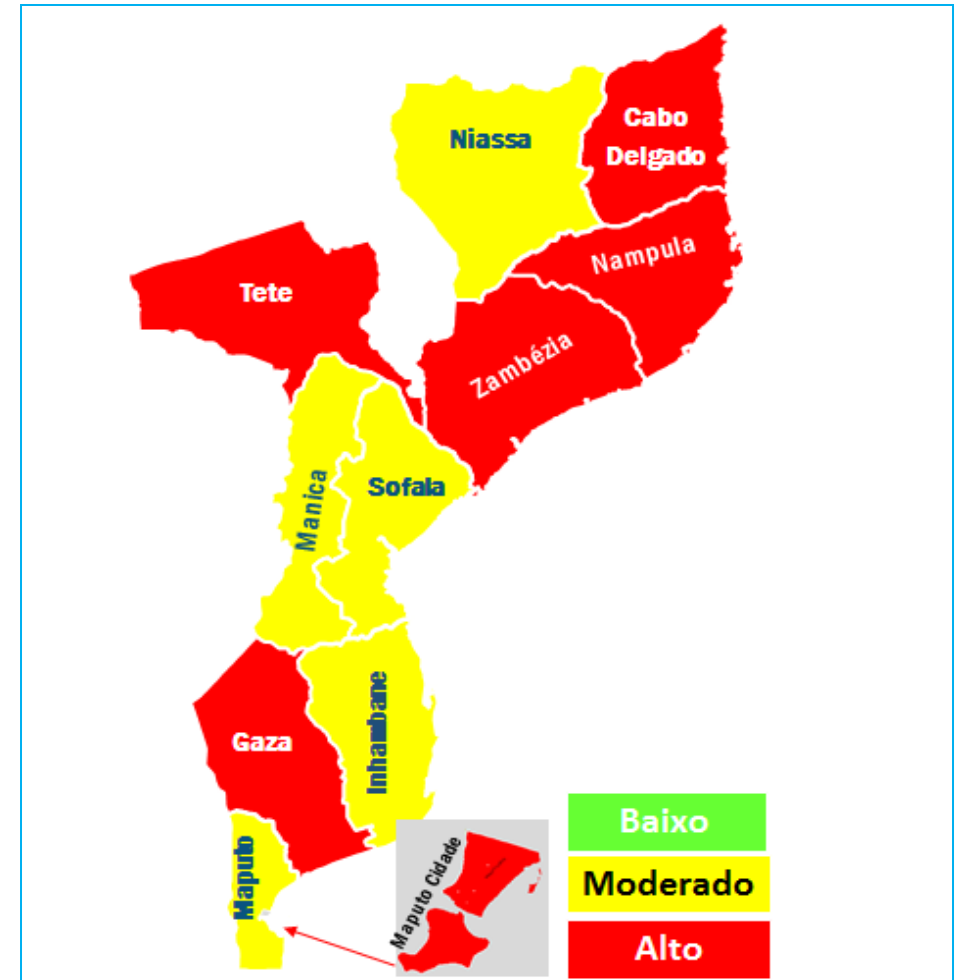 Cabo
Delgado
Niassa
Nampula
Tete
Zambézia
Sofala
Manica
Inhambane
Gaza
Maputo
Maputo Cidade
Baixo
Moderado
Alto